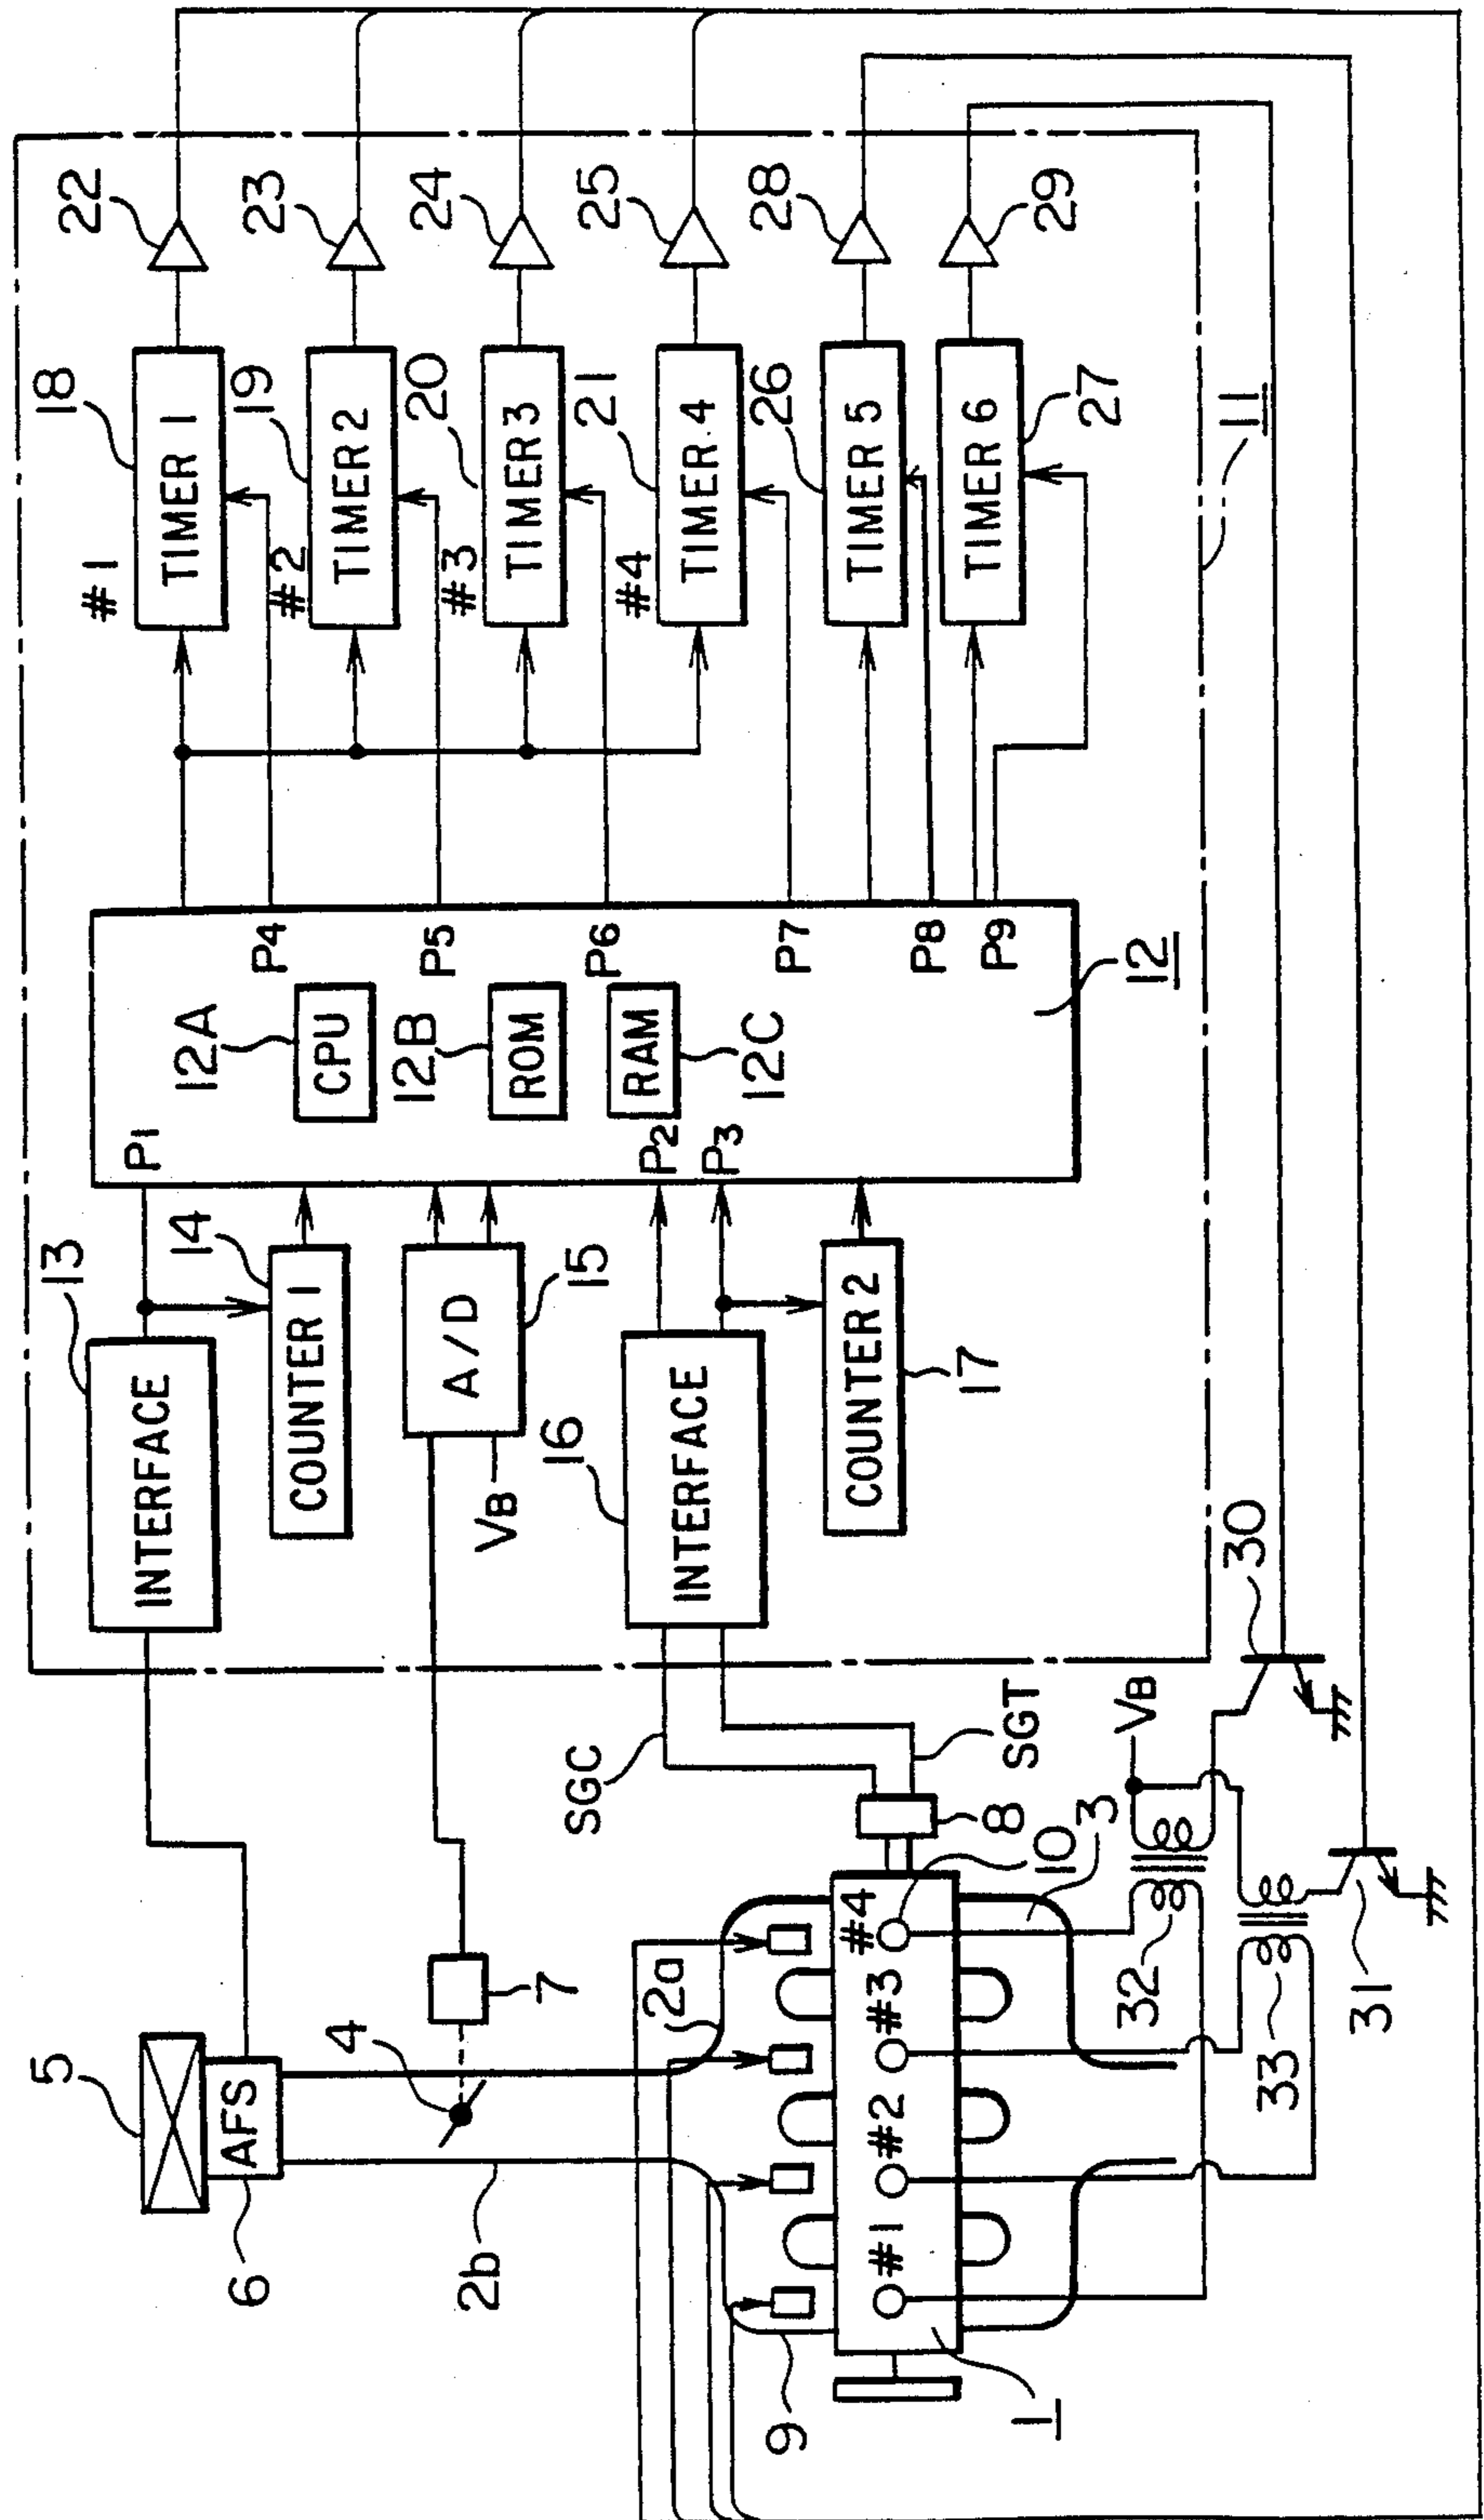 5
AFS
6
4
7
2b
2a
9
#1
#2
#3
#4
1
8
10
3
SGC
SGT
32
33
VB
30
31
11
13
INTERFACE
14
COUNTER 1
15
A/D
VB
16
INTERFACE
17
COUNTER 2
P1
P2
P3
12A
CPU
12B
ROM
12C
RAM
P4
P5
P6
P7
P8
P9
12
#1
18
TIMER 1
22
#2
19
TIMER 2
23
#3
20
TIMER 3
24
#4
21
TIMER 4
25
26
TIMER 5
28
27
TIMER 6
29